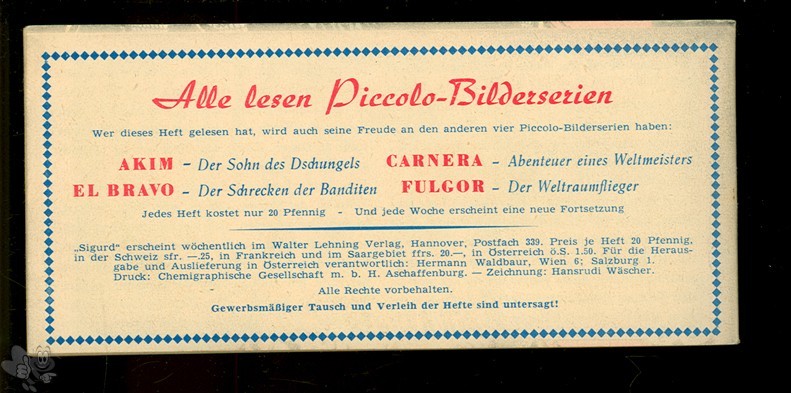 Alle lesen Piccolo-Bilderserien
Wer dieses Heft gelesen hat, wird auch seine Freude an den anderen vier Piccolo-Bilderserien haben:
AKIM – Der Sohn des Dschungels CARNERA – Abenteuer eines Weltmeisters
EL BRAVO – Der Schrecken der Banditen FULGOR – Der Weltraumflieger
Jedes Heft kostet nur 20 Pfennig - Und jede Woche erscheint eine neue Fortsetzung
„Sigurd“ erscheint wöchentlich im Walter Lehning Verlag, Hannover, Postfach 339. Preis je Heft 20 Pfennig,
in der Schweiz sfr. —.25, in Frankreich und im Saargebiet ffrs. 20.—, in Österreich ö.S. 1.50. Für die Heraus-
gabe und Auslieferung in Österreich verantwortlich: Hermann Waldbaur, Wien 6; Salzburg 1.
Druck: Chemigraphische Gesellschaft m. b. H. Aschaffenburg. — Zeichnung: Hansrudi Wäscher.
Alle Rechte vorbehalten.
Gewerbsmäßiger Tausch und Verleih der Hefte sind untersagt!